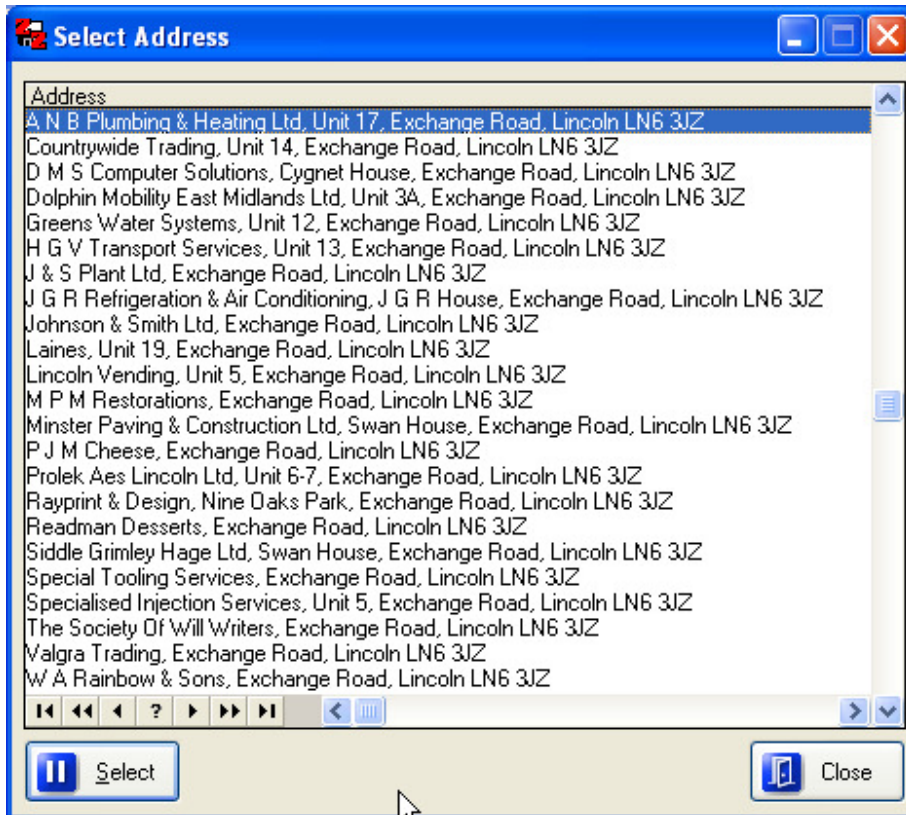 Select Address
Address
A N B Plumbing & Heating Ltd, Unit 17, Exchange Road, Lincoln LN6 3JZ
Countrywide Trading, Unit 14, Exchange Road, Lincoln LN6 3JZ
D M S Computer Solutions, Cygnet House, Exchange Road, Lincoln LN6 3JZ
Dolphin Mobility East Midlands Ltd, Unit 3A, Exchange Road, Lincoln LN6 3JZ
Greens Water Systems, Unit 12, Exchange Road, Lincoln LN6 3JZ
H G V Transport Services, Unit 13, Exchange Road, Lincoln LN6 3JZ
J & S Plant Ltd, Exchange Road, Lincoln LN6 3JZ
J G R Refrigeration & Air Conditioning, J G R House, Exchange Road, Lincoln LN6 3JZ
Johnson & Smith Ltd, Exchange Road, Lincoln LN6 3JZ
Laines, Unit 19, Exchange Road, Lincoln LN6 3JZ
Lincoln Vending, Unit 5, Exchange Road, Lincoln LN6 3JZ
M P M Restorations, Exchange Road, Lincoln LN6 3JZ
Minster Paving & Construction Ltd, Swan House, Exchange Road, Lincoln LN6 3JZ
P J M Cheese, Exchange Road, Lincoln LN6 3JZ
Prolek Aes Lincoln Ltd, Unit 6-7, Exchange Road, Lincoln LN6 3JZ
Rayprint & Design, Nine Oaks Park, Exchange Road, Lincoln LN6 3JZ
Readman Desserts, Exchange Road, Lincoln LN6 3JZ
Siddle Grimley Hage Ltd, Swan House, Exchange Road, Lincoln LN6 3JZ
Special Tooling Services, Exchange Road, Lincoln LN6 3JZ
Specialised Injection Services, Unit 5, Exchange Road, Lincoln LN6 3JZ
The Society Of Will Writers, Exchange Road, Lincoln LN6 3JZ
Valgra Trading, Exchange Road, Lincoln LN6 3JZ
W A Rainbow & Sons, Exchange Road, Lincoln LN6 3JZ
?
Select
Close